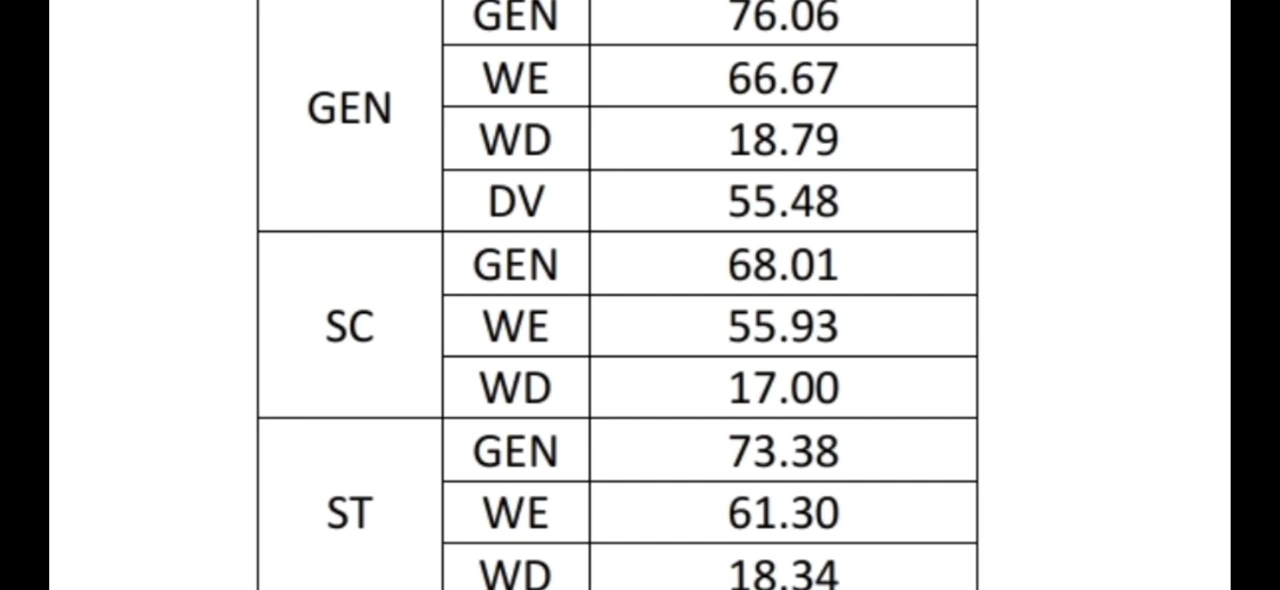 GEN GEN 76.06
WE 66.67
WD 18.79
DV 55.48
SC GEN 68.01
WE 55.93
WD 17.00
ST GEN 73.38
WE 61.30
WD 18.34